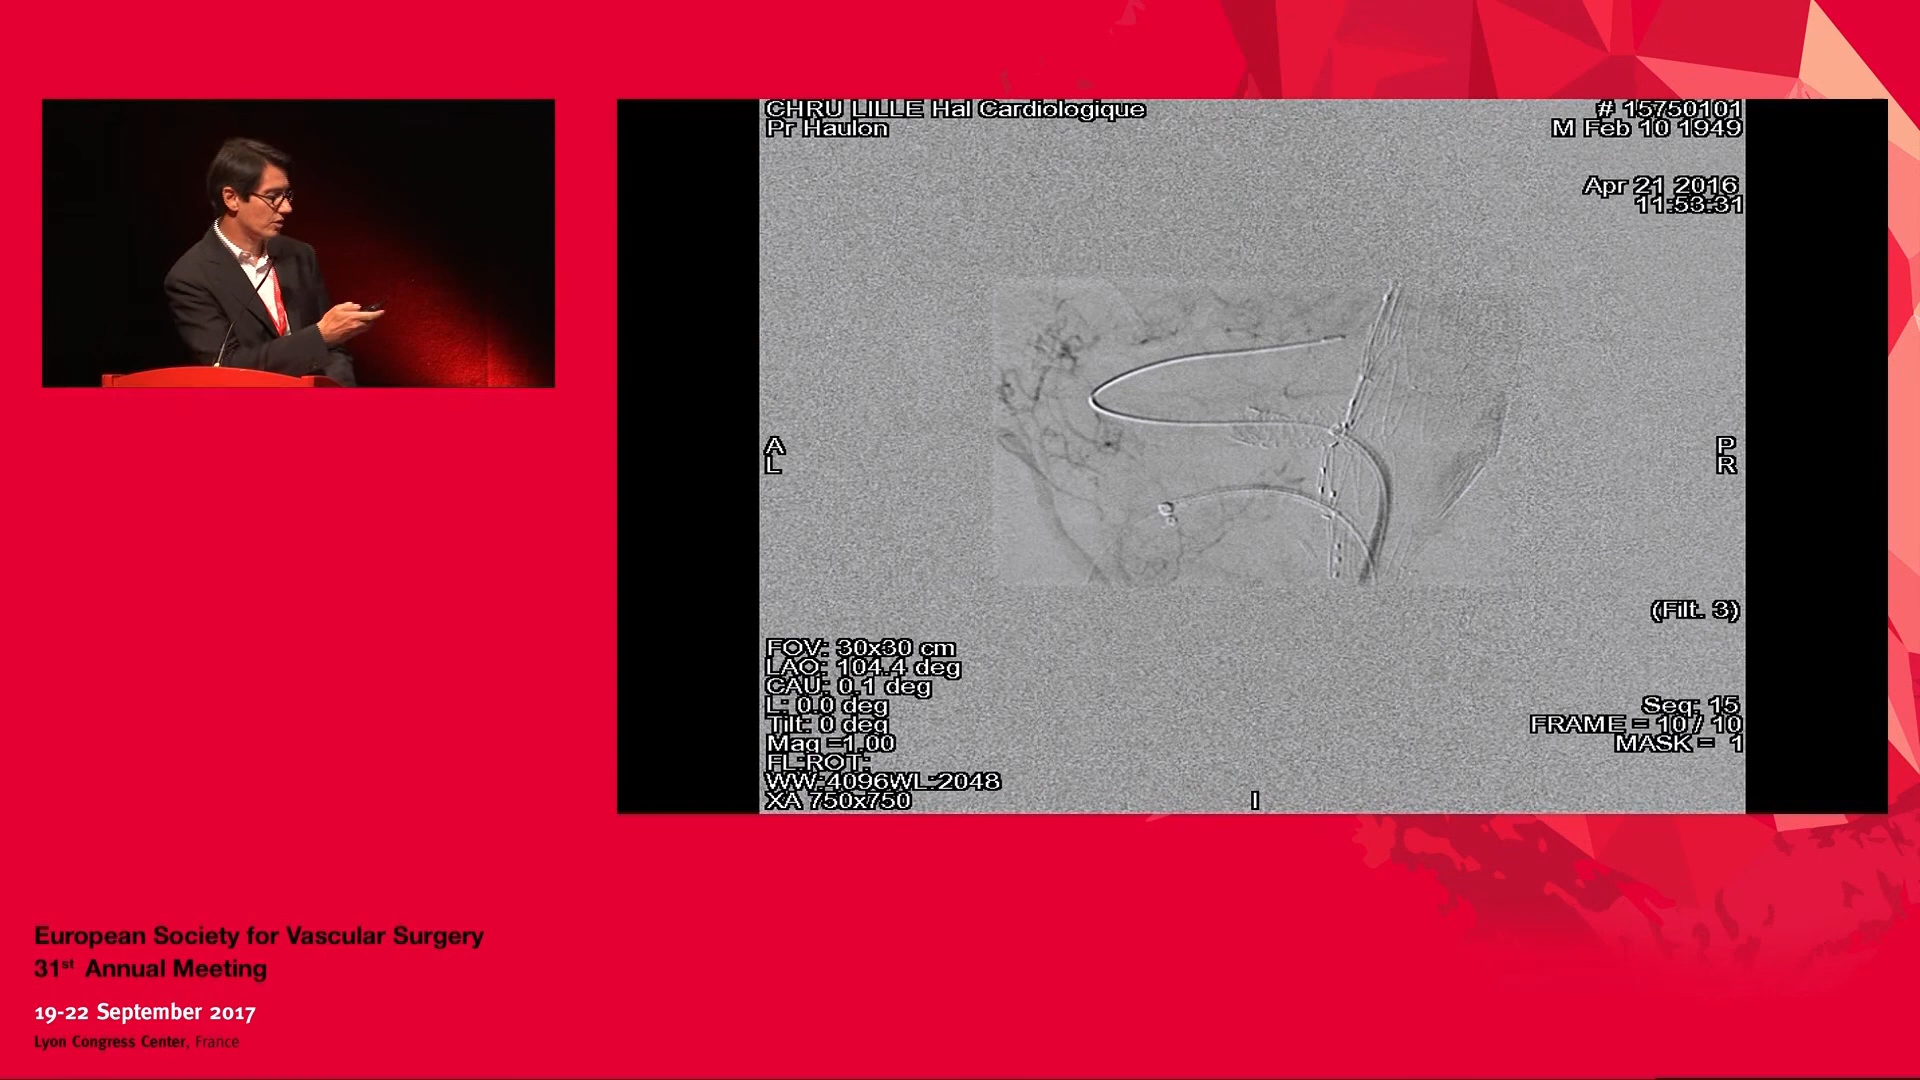 CHRU LILLE Hal Cardiologique
Pr Haulon
# 15750101
M Feb 10 1949
Apr 21 2016
11:53:31
A
L
P
R
(Filt. 3)
FOV: 30x30 cm
LAO: 104.4 deg
CAU: 0.1 deg
L: 0.0 deg
Tilt: 0 deg
Mag =1.00
FL:ROT:
WW:4096WL:2048
XA 750x750
Seq: 15
FRAME = 10 / 10
MASK = 1
I
European Society for Vascular Surgery
31st Annual Meeting
19-22 September 2017
Lyon Congress Center, France